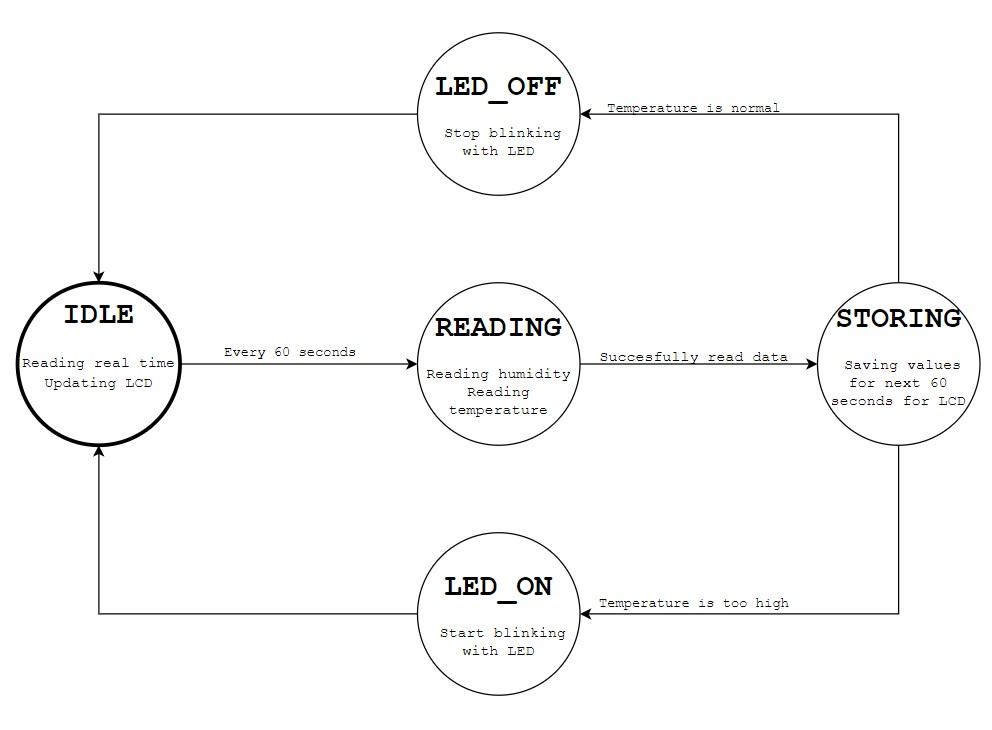 LED_OFF
Stop blinking
with LED
Temperature is normal
IDLE
Reading real time
Updating LCD
Every 60 seconds
READING
Reading humidity
Reading
temperature
Succesfully read data
STORING
Saving values
for next 60
seconds for LCD
LED_ON
Start blinking
with LED
Temperature is too high